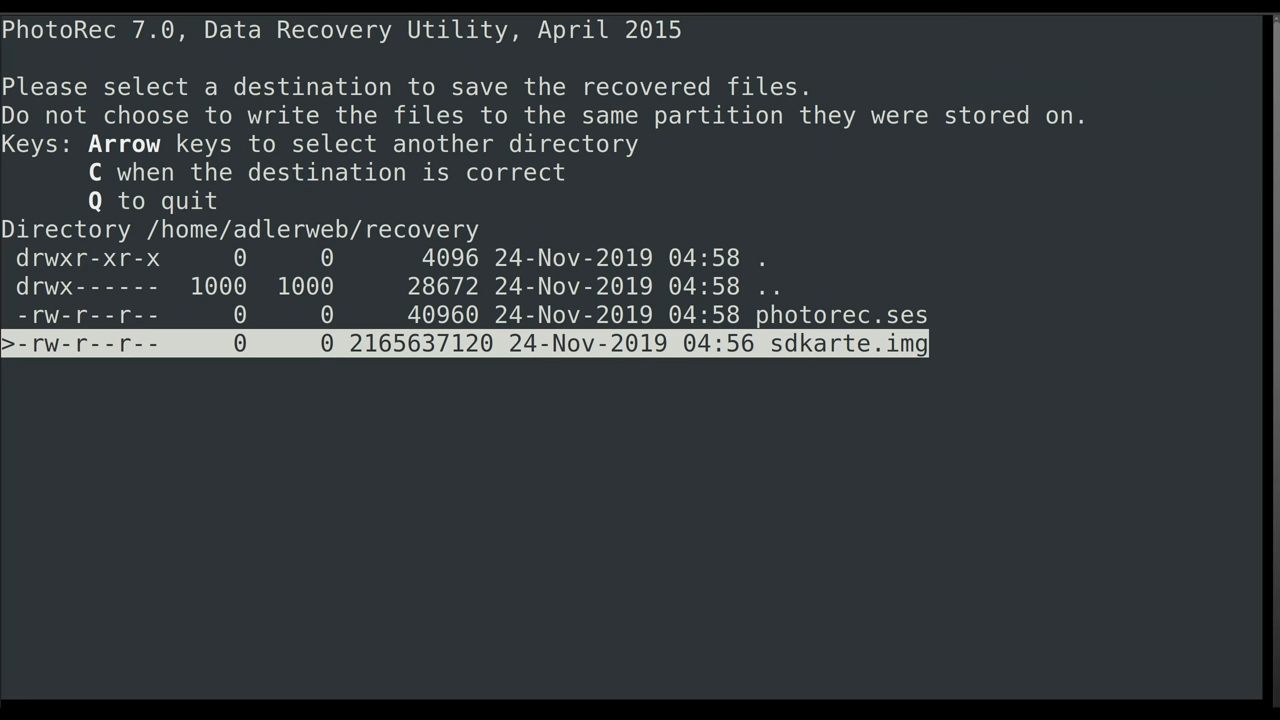 PhotoRec 7.0, Data Recovery Utility, April 2015
Please select a destination to save the recovered files.
Do not choose to write the files to the same partition they were stored on.
Keys: Arrow keys to select another directory
C when the destination is correct
Q to quit
Directory /home/adlerweb/recovery
drwxr-xr-x 0 0 4096 24-Nov-2019 04:58 .
drwx------ 1000 1000 28672 24-Nov-2019 04:58 ..
-rw-r--r-- 0 0 40960 24-Nov-2019 04:58 photorec.ses
>-rw-r--r-- 0 0 2165637120 24-Nov-2019 04:56 sdkarte.img